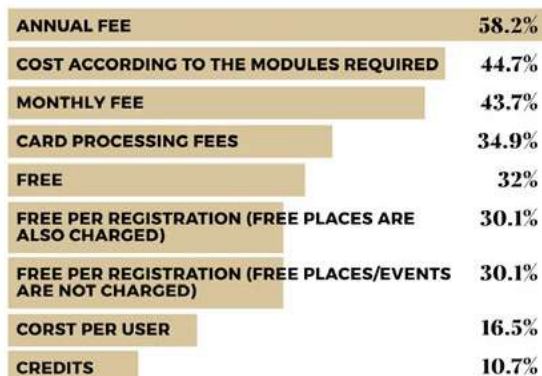 ANNUAL FEE 58.2%
COST ACCORDING TO THE MODULES REQUIRED 44.7%
MONTHLY FEE 43.7%
CARD PROCESSING FEES 34.9%
FREE 32%
FREE PER REGISTRATION (FREE PLACES ARE 30.1%
ALSO CHARGED)
FREE PER REGISTRATION (FREE PLACES/EVENTS 30.1%
ARE NOT CHARGED)
CORST PER USER 16.5%
CREDITS 10.7%